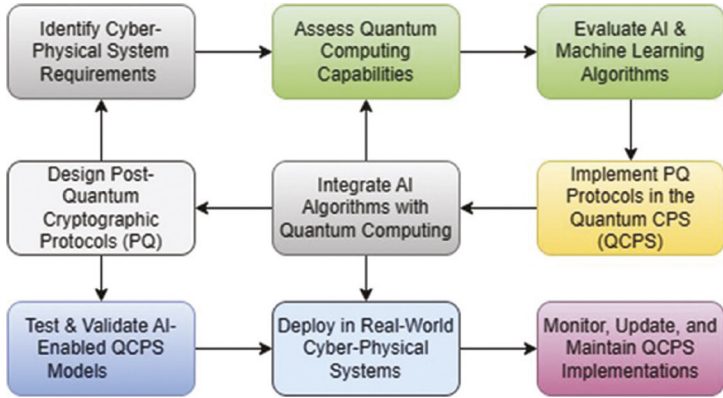 Identify Cyber-
Physical System
Requirements
Assess Quantum
Computing
Capabilities
Evaluate AI &
Machine Learning
Algorithms
Design Post-
Quantum
Cryptographic
Protocols (PQ)
Integrate AI
Algorithms with
Quantum Computing
Implement PQ
Protocols in the
Quantum CPS
(QCPS)
Test & Validate AI-
Enabled QCPS
Models
Deploy in Real-World
Cyber-Physical
Systems
Monitor, Update, and
Maintain QCPS
Implementations